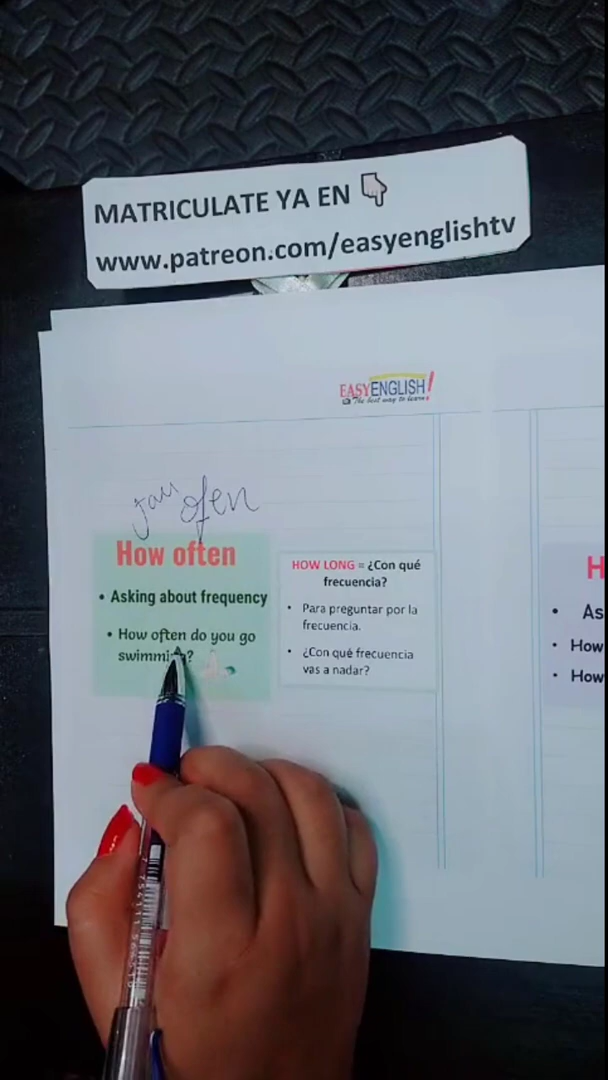 MATRICULATE YA EN
www.patreon.com/easyenglishtv
EASYENGLISH!
The best way to learn!
jau ofen
How often
• Asking about frequency
• How often do you go
swimming?
HOW LONG = ¿Con qué
frecuencia?
• Para preguntar por la
frecuencia.
• ¿Con qué frecuencia
vas a nadar?
H
• As
• How
• How